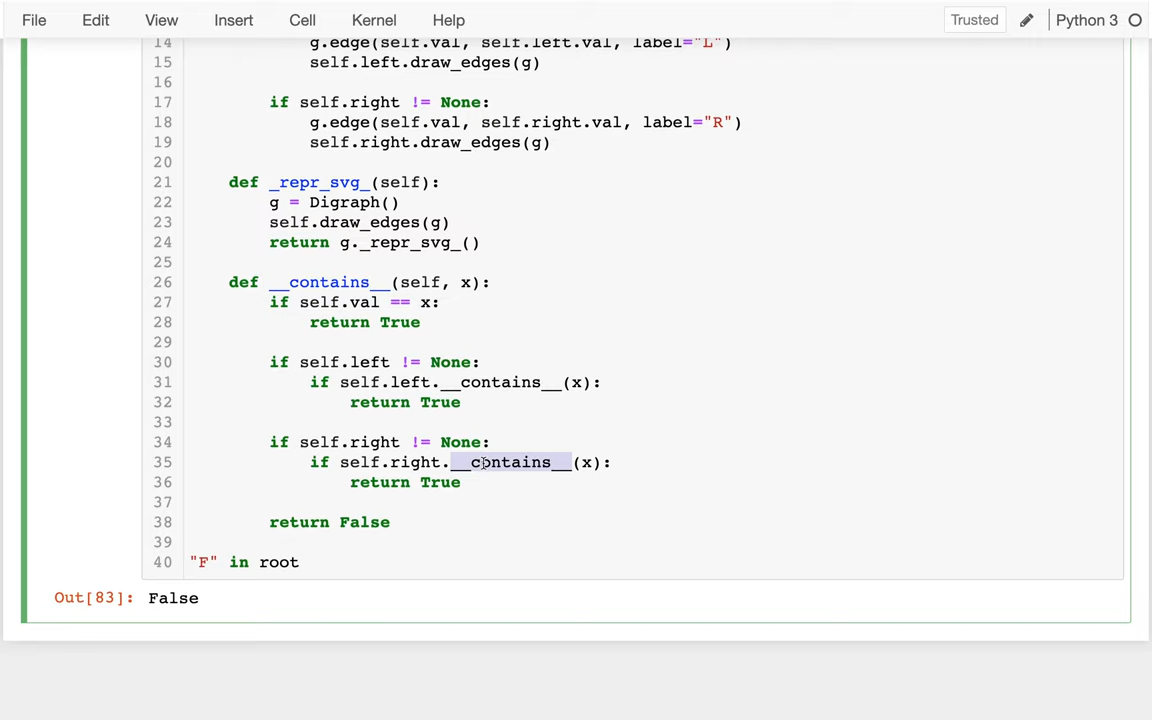 File Edit View Insert Cell Kernel Help Trusted Python 3
14 g.edge(self.val, self.left.val, label="L")
15 self.left.draw_edges(g)
16
17 if self.right != None:
18 g.edge(self.val, self.right.val, label="R")
19 self.right.draw_edges(g)
20
21 def _repr_svg_(self):
22 g = Digraph()
23 self.draw_edges(g)
24 return g._repr_svg_()
25
26 def __contains__(self, x):
27 if self.val == x:
28 return True
29
30 if self.left != None:
31 if self.left.__contains__(x):
32 return True
33
34 if self.right != None:
35 if self.right.__contains__(x):
36 return True
37
38 return False
39
40 "F" in root
Out[83]: False